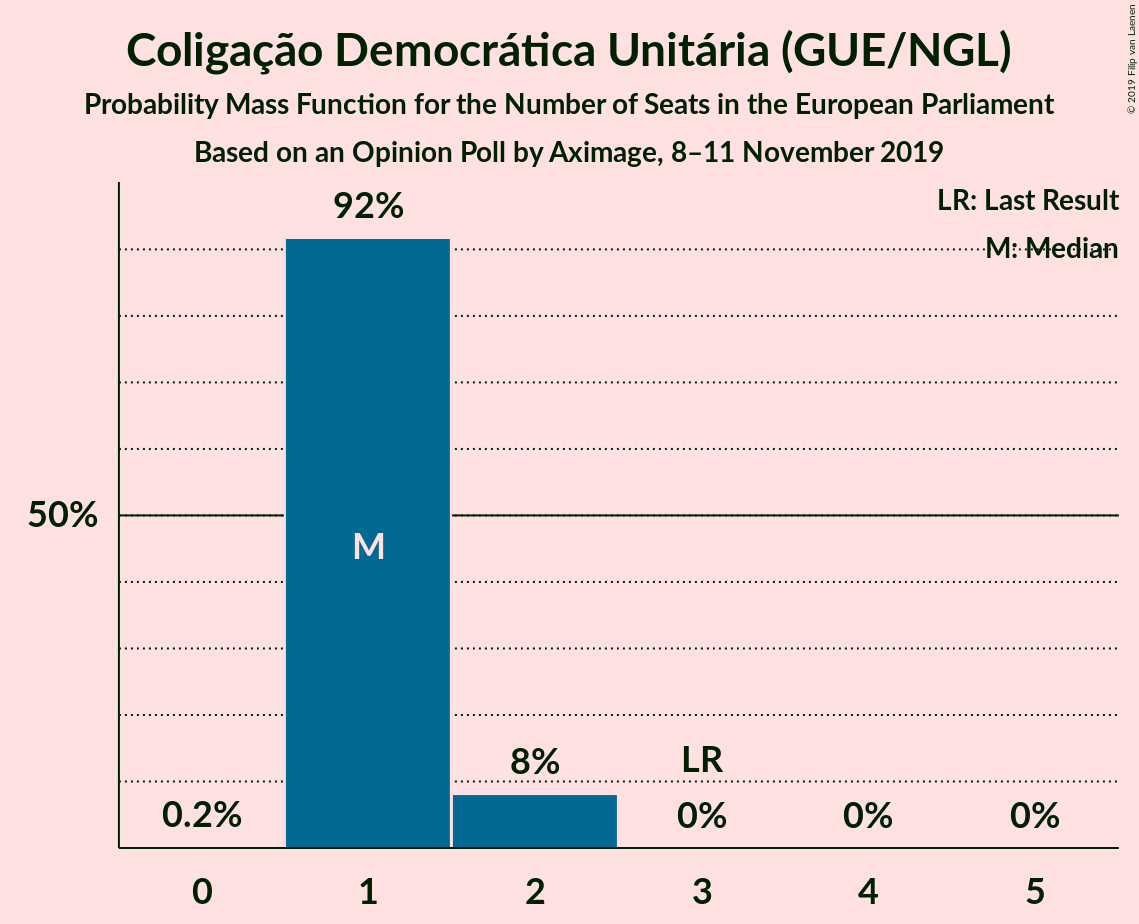 Coligação Democrática Unitária (GUE/NGL)
Probability Mass Function for the Number of Seats in the European Parliament
Based on an Opinion Poll by Aximage, 8–11 November 2019
© 2019 Filip van Laenen
LR: Last Result
M: Median
92%
50%
M
8%
LR
0.2%
0%
0%
0%
0
1
2
3
4
5